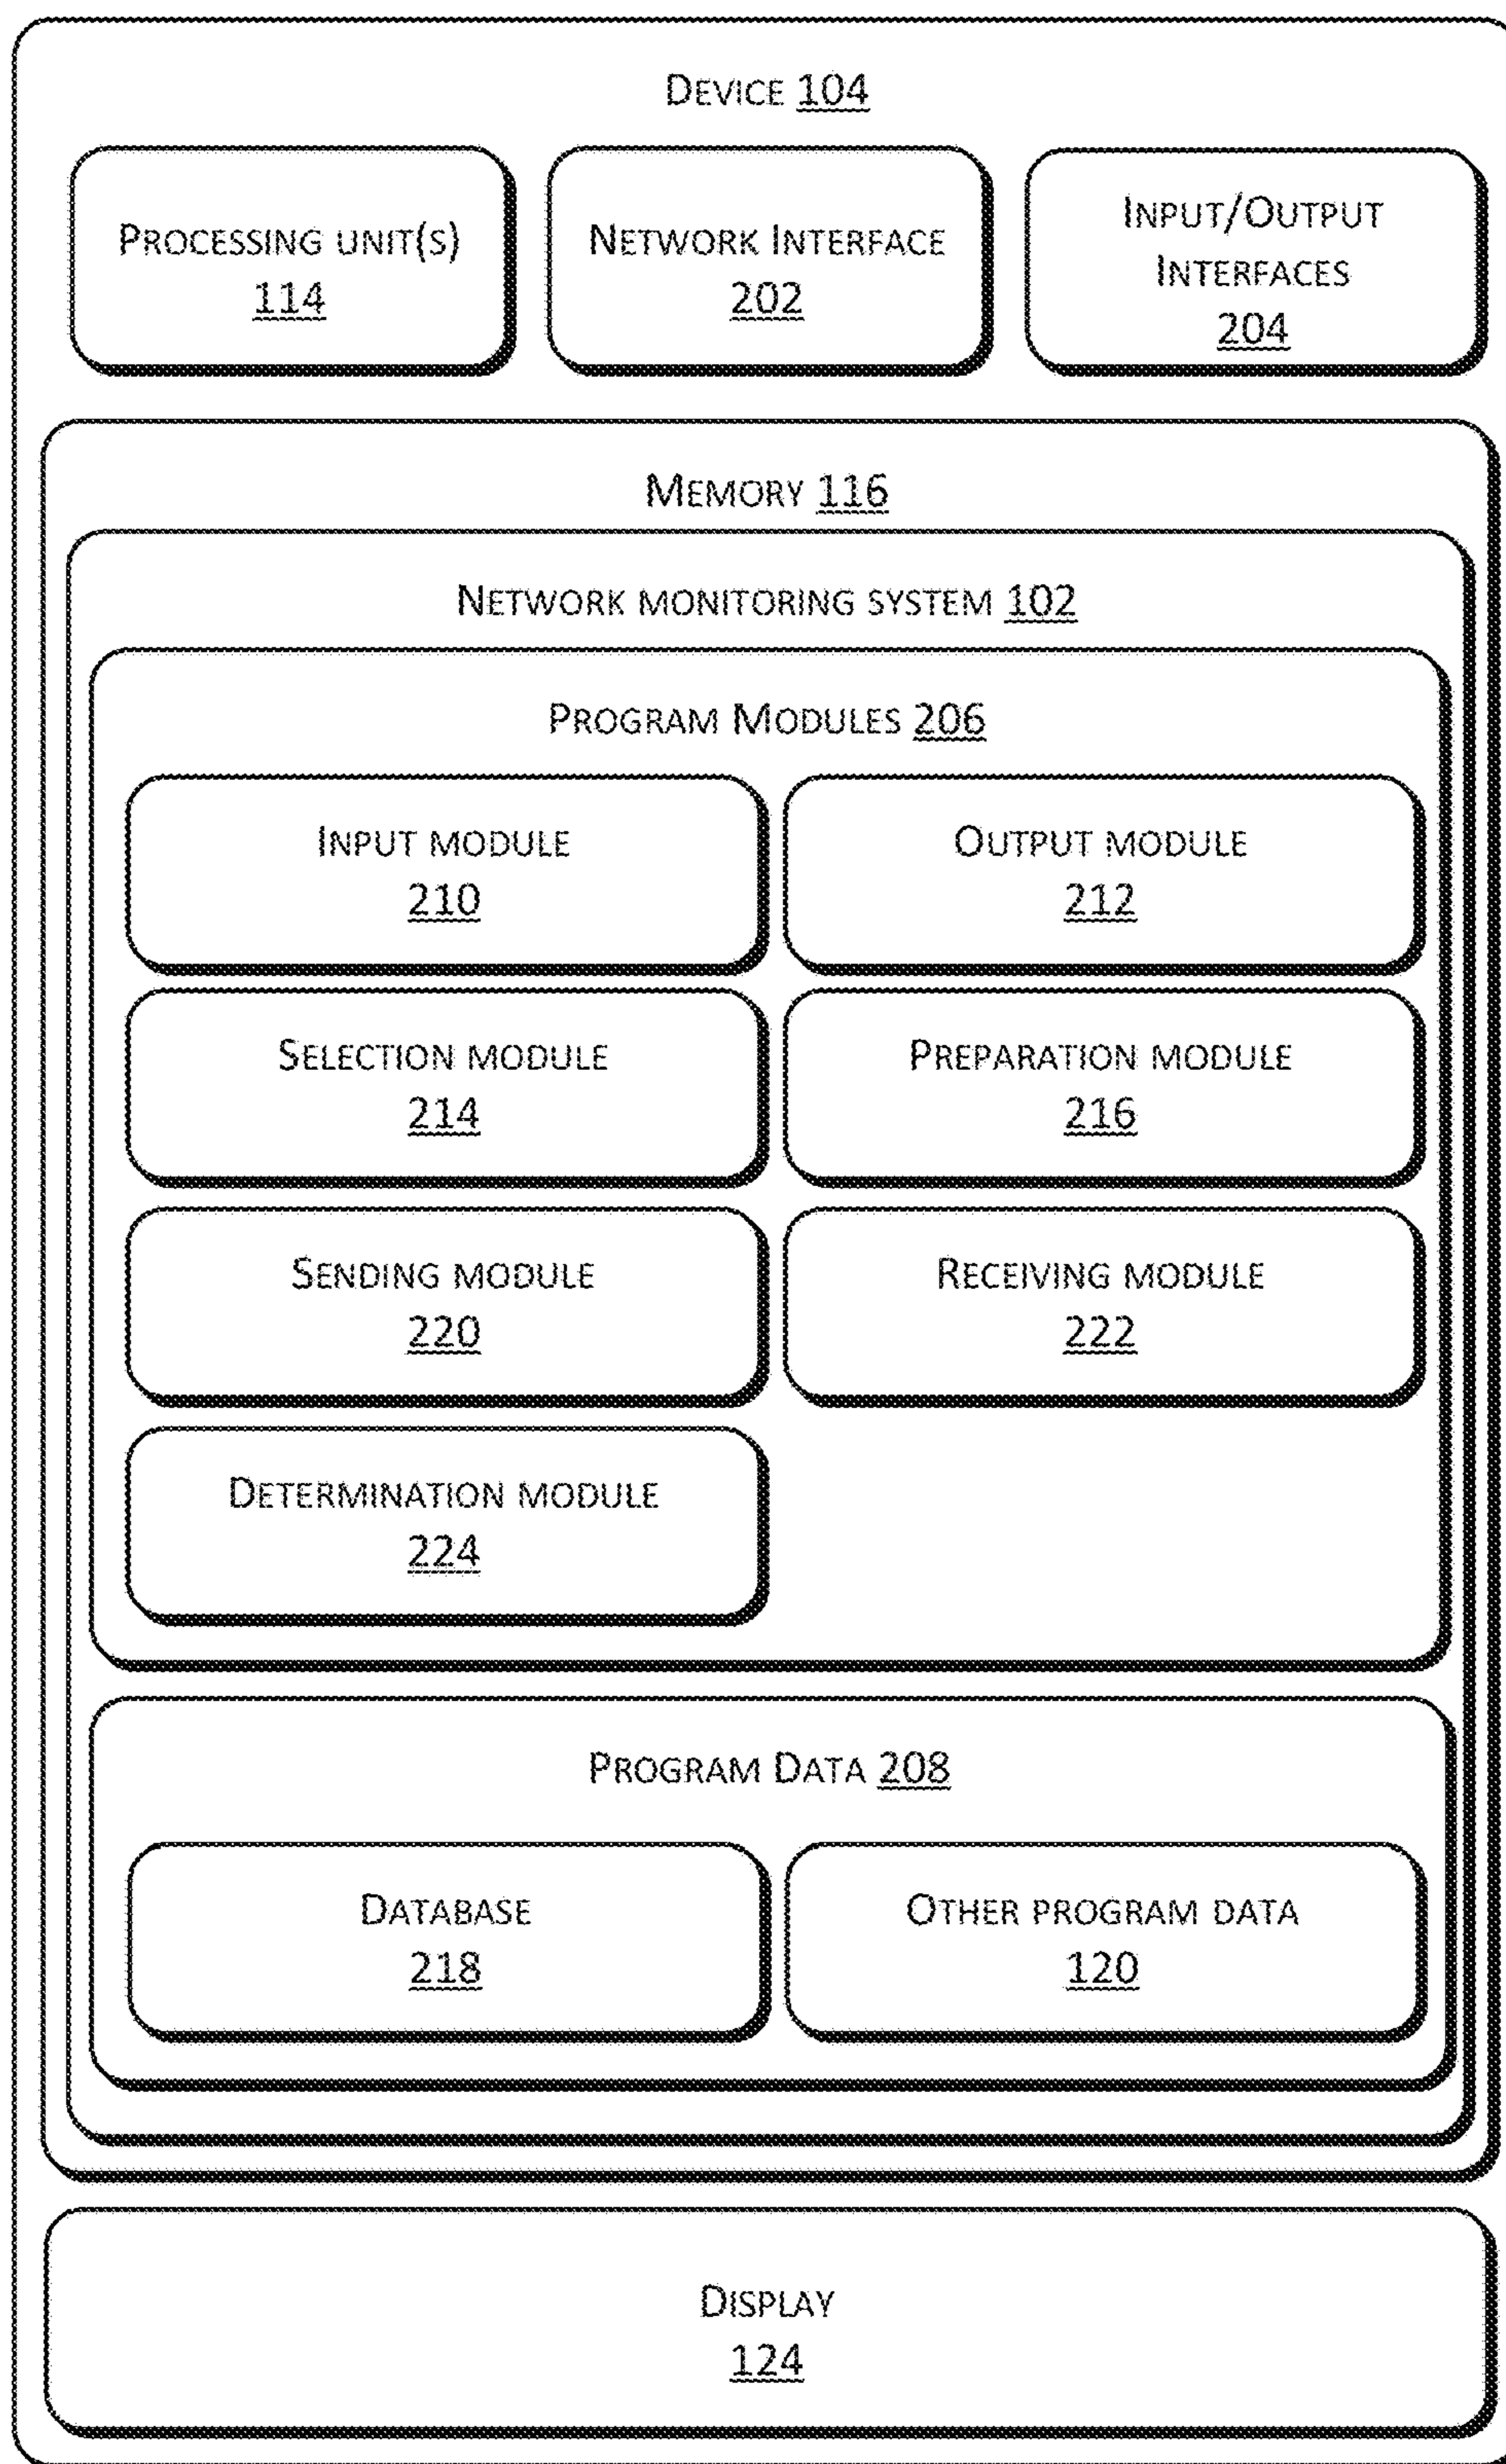 DEVICE 104
PROCESSING UNIT(S)
114
NETWORK INTERFACE
202
INPUT/OUTPUT
INTERFACES
204
MEMORY 116
NETWORK MONITORING SYSTEM 102
PROGRAM MODULES 206
INPUT MODULE
210
OUTPUT MODULE
212
SELECTION MODULE
214
PREPARATION MODULE
216
SENDING MODULE
220
RECEIVING MODULE
222
DETERMINATION MODULE
224
PROGRAM DATA 208
DATABASE
218
OTHER PROGRAM DATA
120
DISPLAY
124